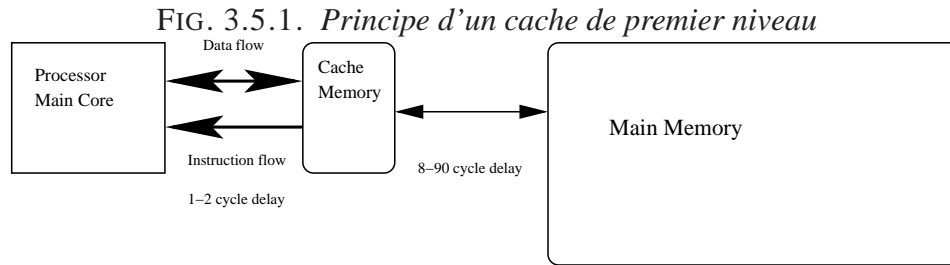 FIG. 3.5.1. Principe d'un cache de premier niveau
Data flow
Processor
Main Core
Cache
Memory
Main Memory
Instruction flow
8−90 cycle delay
1−2 cycle delay